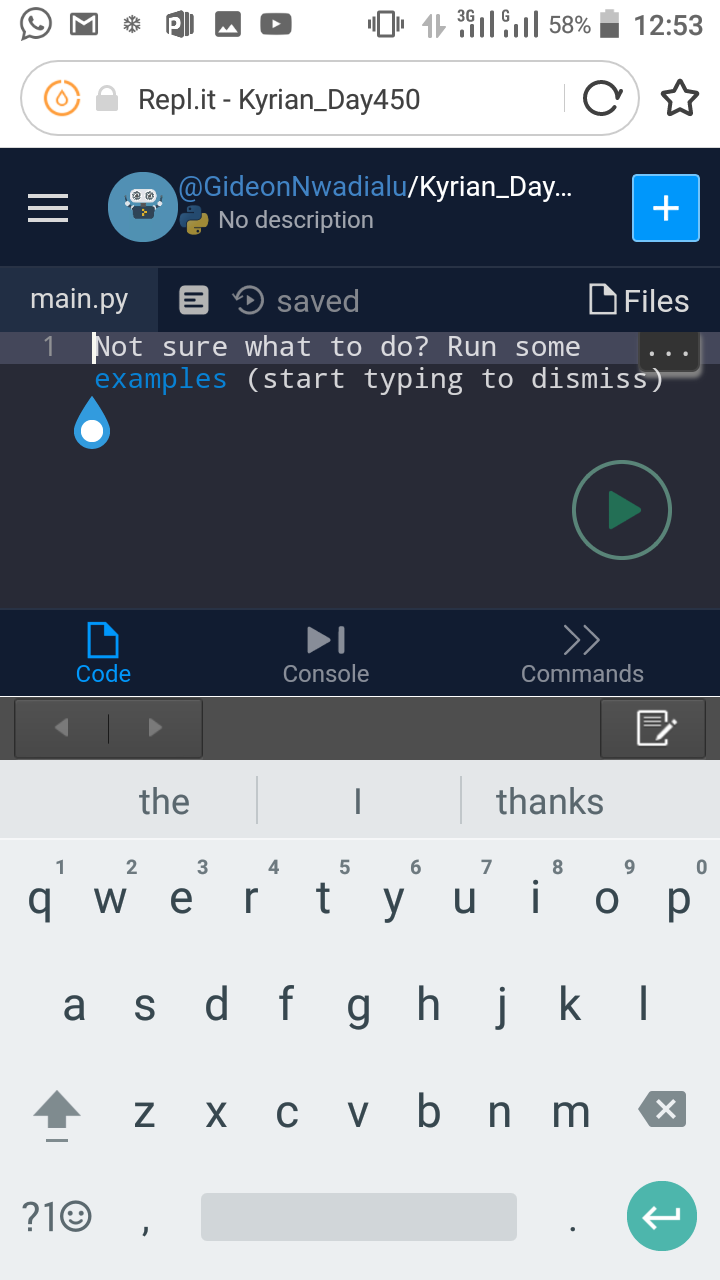 3G G 58% 12:53
Repl.it - Kyrian_Day450
@GideonNwadialu/Kyrian_Day...
No description
+
main.py saved Files
1 Not sure what to do? Run some ...
examples (start typing to dismiss)
Code Console Commands
the I thanks
1 2 3 4 5 6 7 8 9 0
q w e r t y u i o p
a s d f g h j k l
z x c v b n m
?1☺ , .